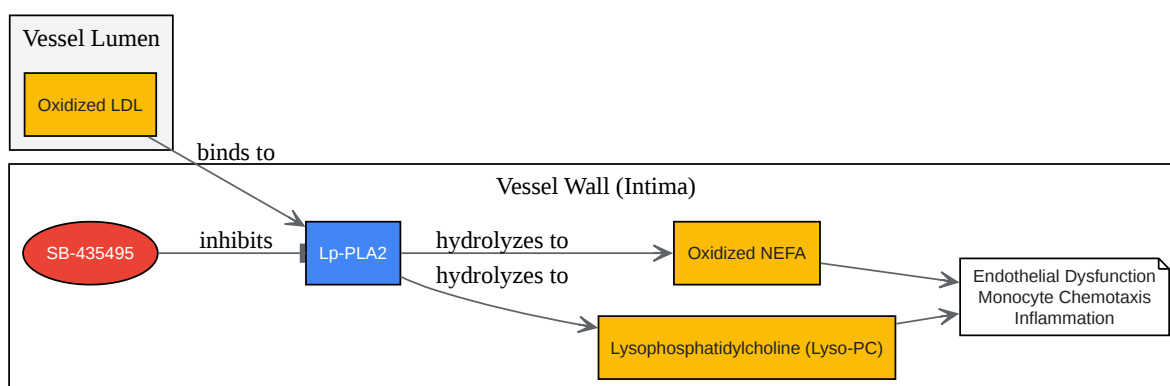 Vessel Lumen
Oxidized LDL
binds to
Vessel Wall (Intima)
SB-435495
inhibits
Lp-PLA2
hydrolyzes to
Oxidized NEFA
hydrolyzes to
Lysophosphatidylcholine (Lyso-PC)
Endothelial Dysfunction
Monocyte Chemotaxis
Inflammation